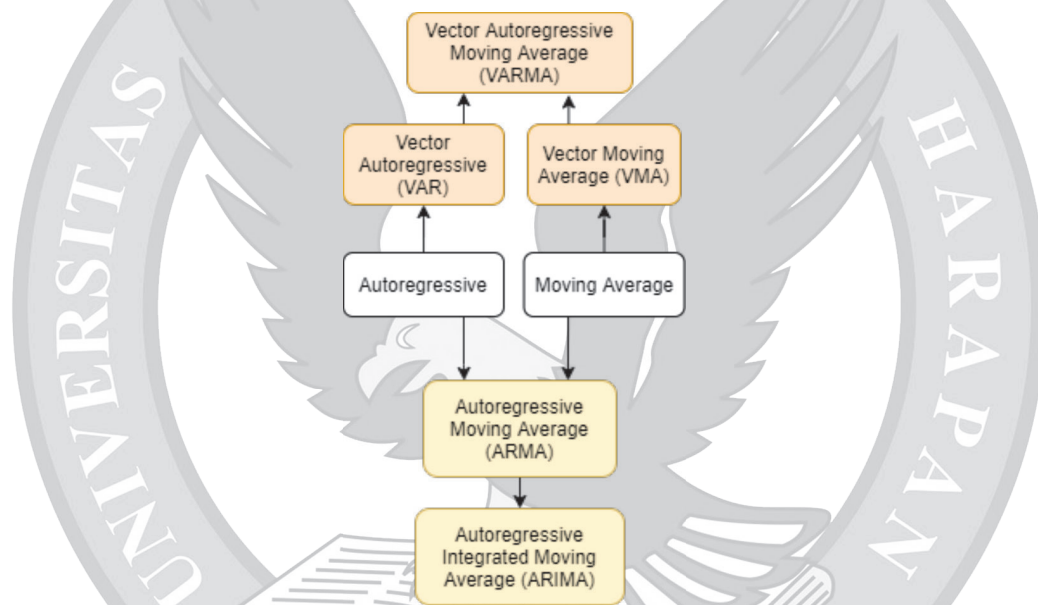 Vector Autoregressive
Moving Average
(VARMA)
Vector
Autoregressive
(VAR)
Vector Moving
Average (VMA)
Autoregressive
Moving Average
Autoregressive
Moving Average
(ARMA)
Autoregressive
Integrated Moving
Average (ARIMA)
UNIVERSITAS
HARAPAN